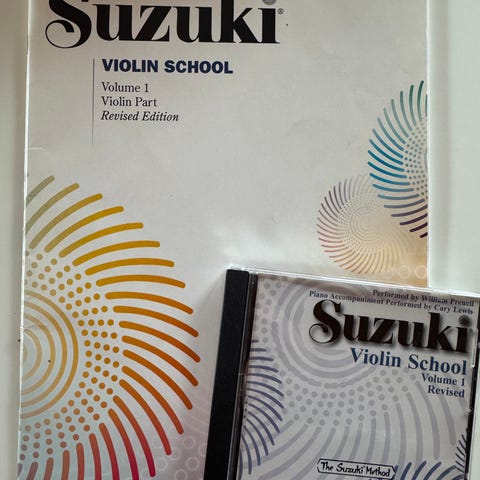 Suzuki®
VIOLIN SCHOOL
Volume 1
Violin Part
Revised Edition
Performed by William Preucil
Piano Accompaniment Performed by Cary Lewis
Suzuki
Violin School
Volume 1
Revised
The Suzuki Method